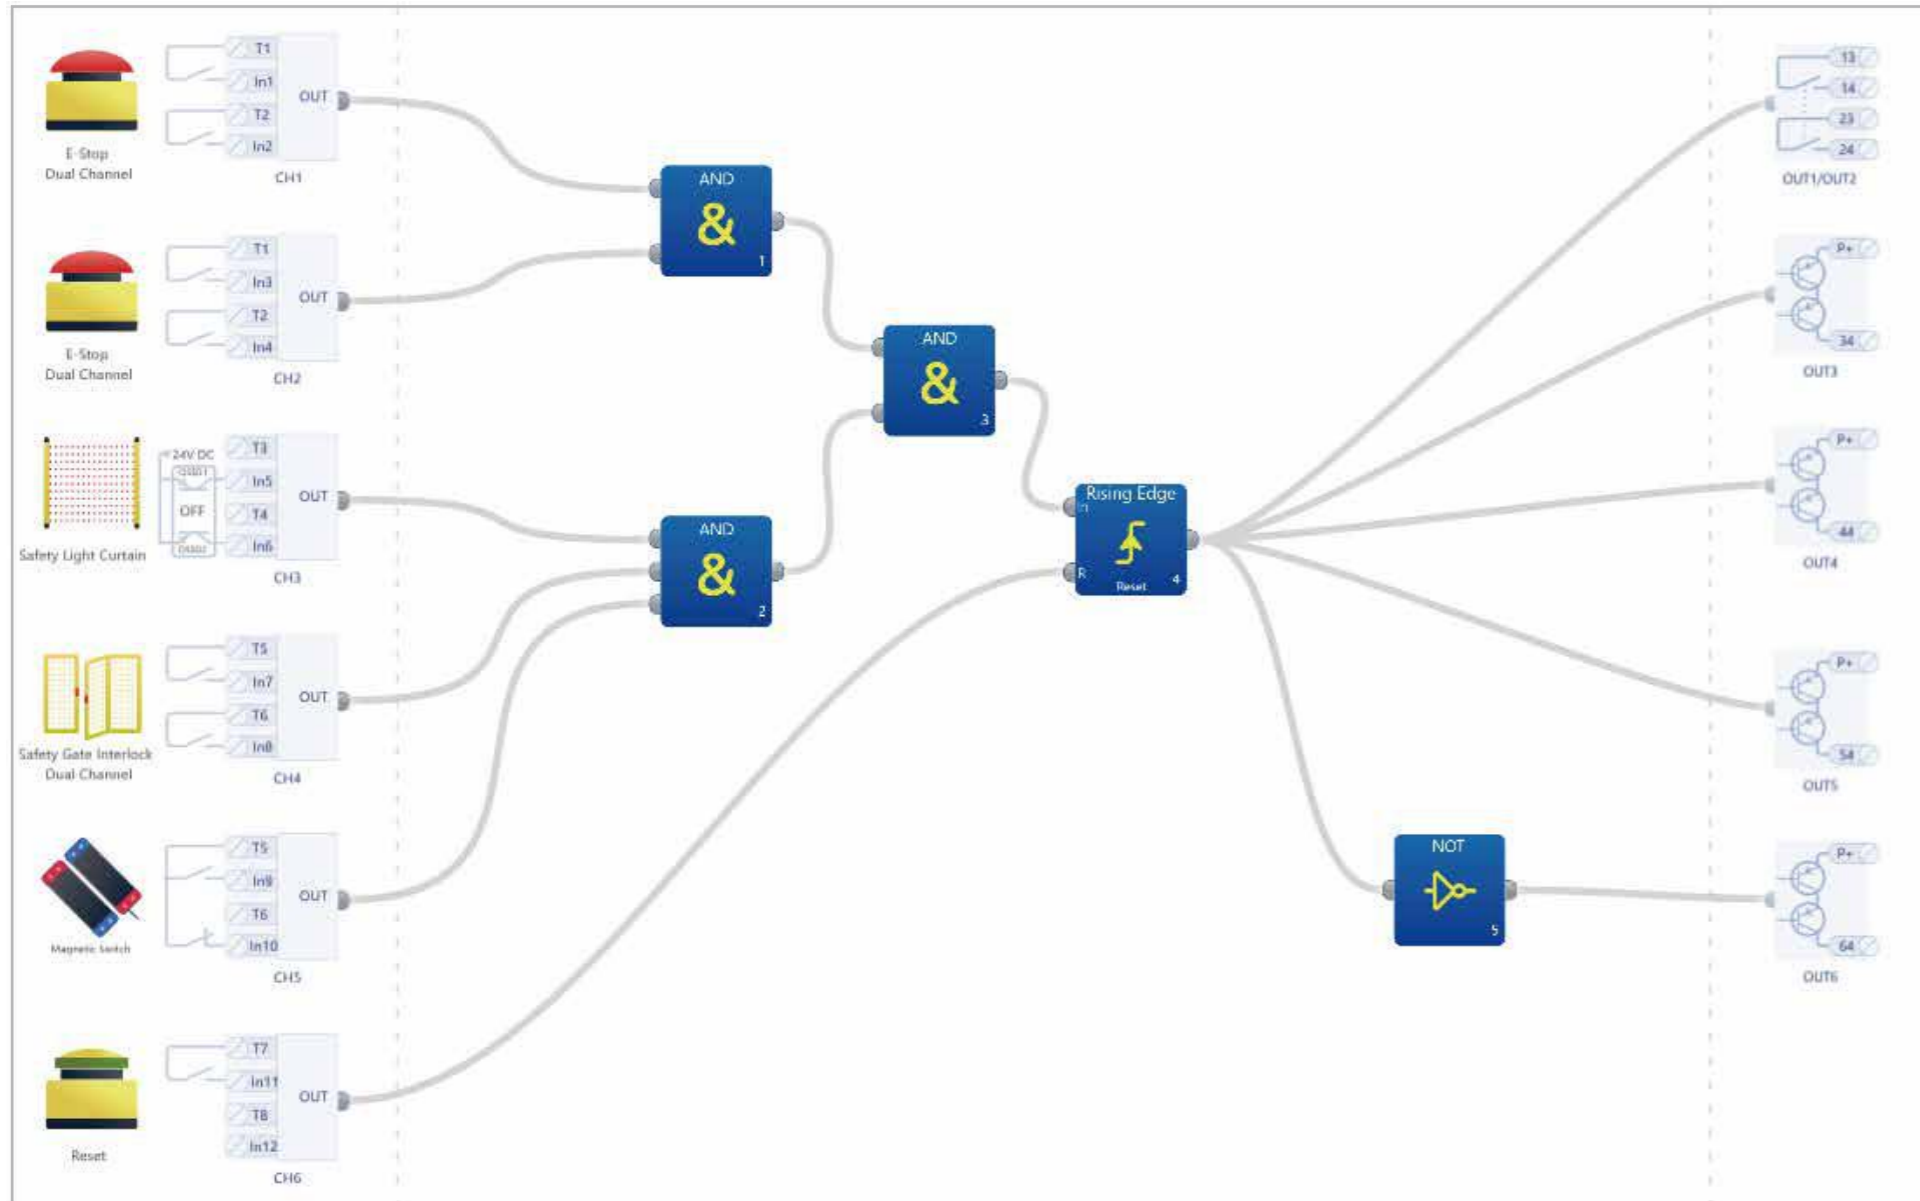 T1
In1
T2
In2
OUT
CH1
E-Stop
Dual Channel
T1
In3
T2
In4
OUT
CH2
E-Stop
Dual Channel
24V DC
OSSD1
OFF
OSSD2
T3
In5
T4
In6
OUT
CH3
Safety Light Curtain
T5
In7
T6
In8
OUT
CH4
Safety Gate Interlock
Dual Channel
T5
In9
T6
In10
OUT
CH5
Magnetic Switch
T7
In11
T8
In12
OUT
CH6
Reset
AND
&
1
AND
&
2
AND
&
3
Rising Edge
In
R
Reset
4
NOT
5
13
14
23
24
OUT1/OUT2
P+
34
OUT3
P+
44
OUT4
P+
54
OUT5
P+
64
OUT6